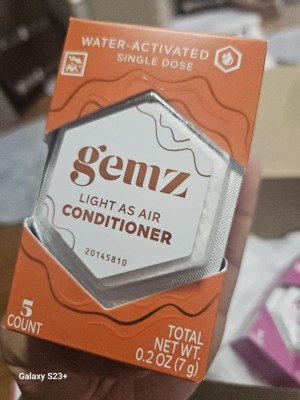 WATER-ACTIVATED
SINGLE DOSE
gemz
LIGHT AS AIR
CONDITIONER
20145810
5
COUNT
TOTAL
NET WT.
0.2 OZ (7 g)
Galaxy S23+